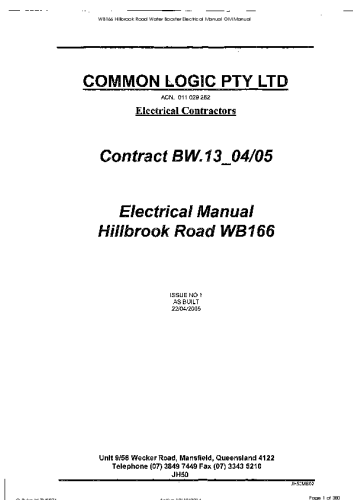 WB166 Hillbrook Road Water Booster Electrical Manual OM Manual
COMMON LOGIC PTY LTD
ACN. 011 029 262
Electrical Contractors
Contract BW.13_04/05
Electrical Manual
Hillbrook Road WB166
ISSUE NO 1
AS BUILT
22/04/2005
Unit 9/56 Wecker Road, Mansfield, Queensland 4122
Telephone (07) 3849 7449 Fax (07) 3343 5210
JH50
Page 1 of 380